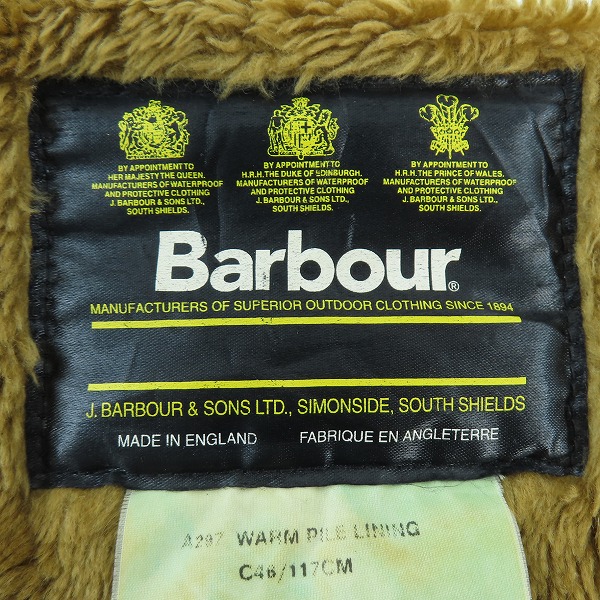 BY APPOINTMENT TO
HER MAJESTY THE QUEEN.
MANUFACTURERS OF WATERPROOF
AND PROTECTIVE CLOTHING
J. BARBOUR & SONS LTD.,
SOUTH SHIELDS.
BY APPOINTMENT TO
H.R.H. THE DUKE OF EDINBURGH.
MANUFACTURERS OF WATERPROOF
AND PROTECTIVE CLOTHING
J. BARBOUR & SONS LTD.,
SOUTH SHIELDS.
BY APPOINTMENT TO
H.R.H. THE PRINCE OF WALES.
MANUFACTURERS OF WATERPROOF
AND PROTECTIVE CLOTHING
J. BARBOUR & SONS LTD.,
SOUTH SHIELDS.
Barbour®
MANUFACTURERS OF SUPERIOR OUTDOOR CLOTHING SINCE 1894
J. BARBOUR & SONS LTD., SIMONSIDE, SOUTH SHIELDS
MADE IN ENGLAND FABRIQUE EN ANGLETERRE
A297 WARM PILE LINING
C46/117CM